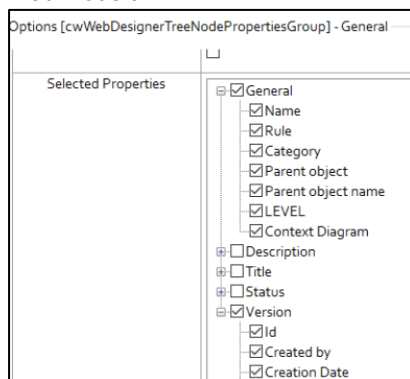 Options [cwWebDesignerTreeNodePropertiesGroup] - General
Selected Properties
General
Name
Rule
Category
Parent object
Parent object name
LEVEL
Context Diagram
Description
Title
Status
Version
Id
Created by
Creation Date